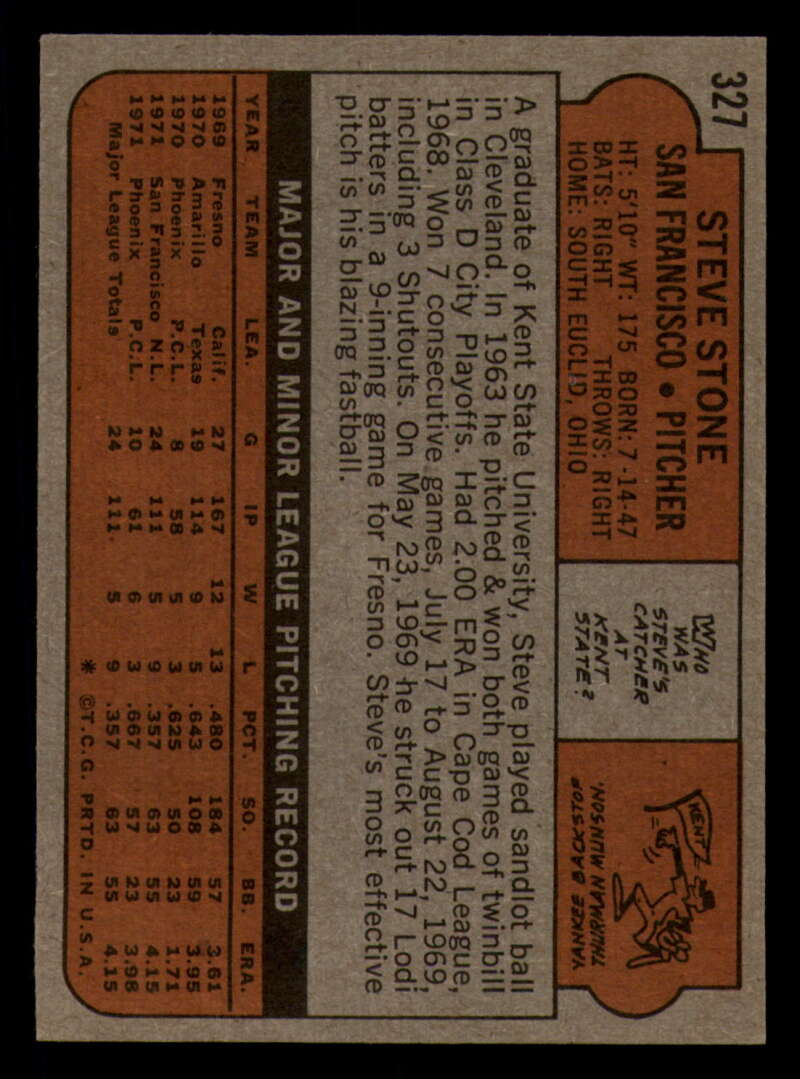 327
STEVE STONE
SAN FRANCISCO • PITCHER
HT: 5'10" WT: 175 BORN: 7-14-47
BATS: RIGHT THROWS: RIGHT
HOME: SOUTH EUCLID, OHIO
WHO
WAS
STEVE'S
CATCHER
AT
KENT
STATE?
KENT
THURMAN MUNSON,
YANKEE BACKSTOP
A graduate of Kent State University, Steve played sandlot ball
in Cleveland. In 1963 he pitched & won both games of twinbill
in Class D City Playoffs. Had 2.00 ERA in Cape Cod League,
1968. Won 7 consecutive games, July 17 to August 22, 1969,
including 3 Shutouts. On May 23, 1969 he struck out 17 Lodi
batters in a 9-inning game for Fresno. Steve's most effective
pitch is his blazing fastball.
MAJOR AND MINOR LEAGUE PITCHING RECORD
YEAR TEAM LEA. G IP W L PCT. SO. BB. ERA.
1969 Fresno Calif. 27 167 12 13 .480 184 57 3.61
1970 Amarillo Texas 19 114 9 5 .643 108 59 3.95
1970 Phoenix P.C.L. 8 58 5 3 .625 50 23 1.71
1971 San Francisco N.L. 24 111 5 9 .357 63 55 4.15
1971 Phoenix P.C.L. 10 61 6 3 .667 57 23 3.98
Major League Totals 24 111 5 9 .357 63 55 4.15
* ©T.C.G. PRTD. IN U.S.A.